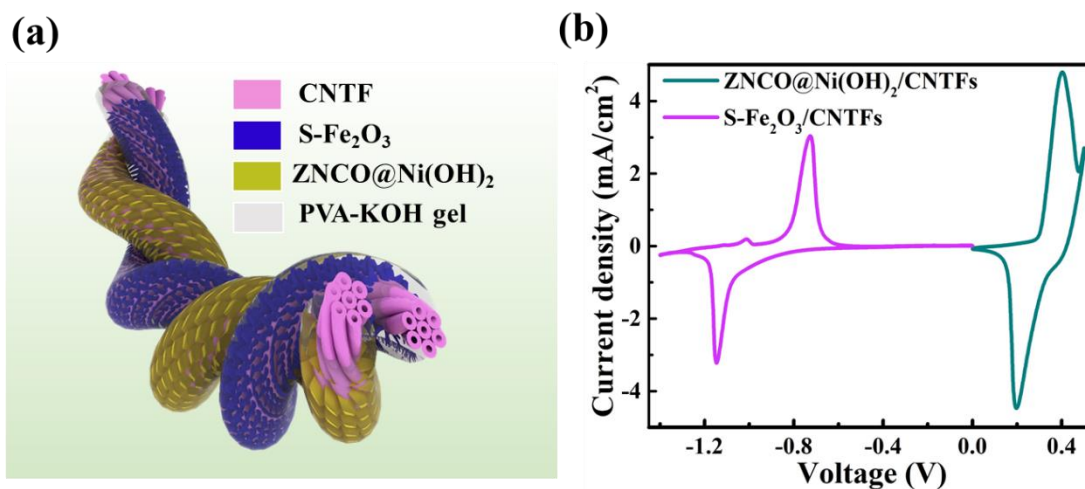 (a)
CNTF
S-Fe₂O₃
ZNCO@Ni(OH)₂
PVA-KOH gel
(b)
ZNCO@Ni(OH)₂/CNTFs
S-Fe₂O₃/CNTFs
Current density (mA/cm²)
4
2
0
-2
-4
-1.2
-0.8
-0.4
0.0
0.4
Voltage (V)